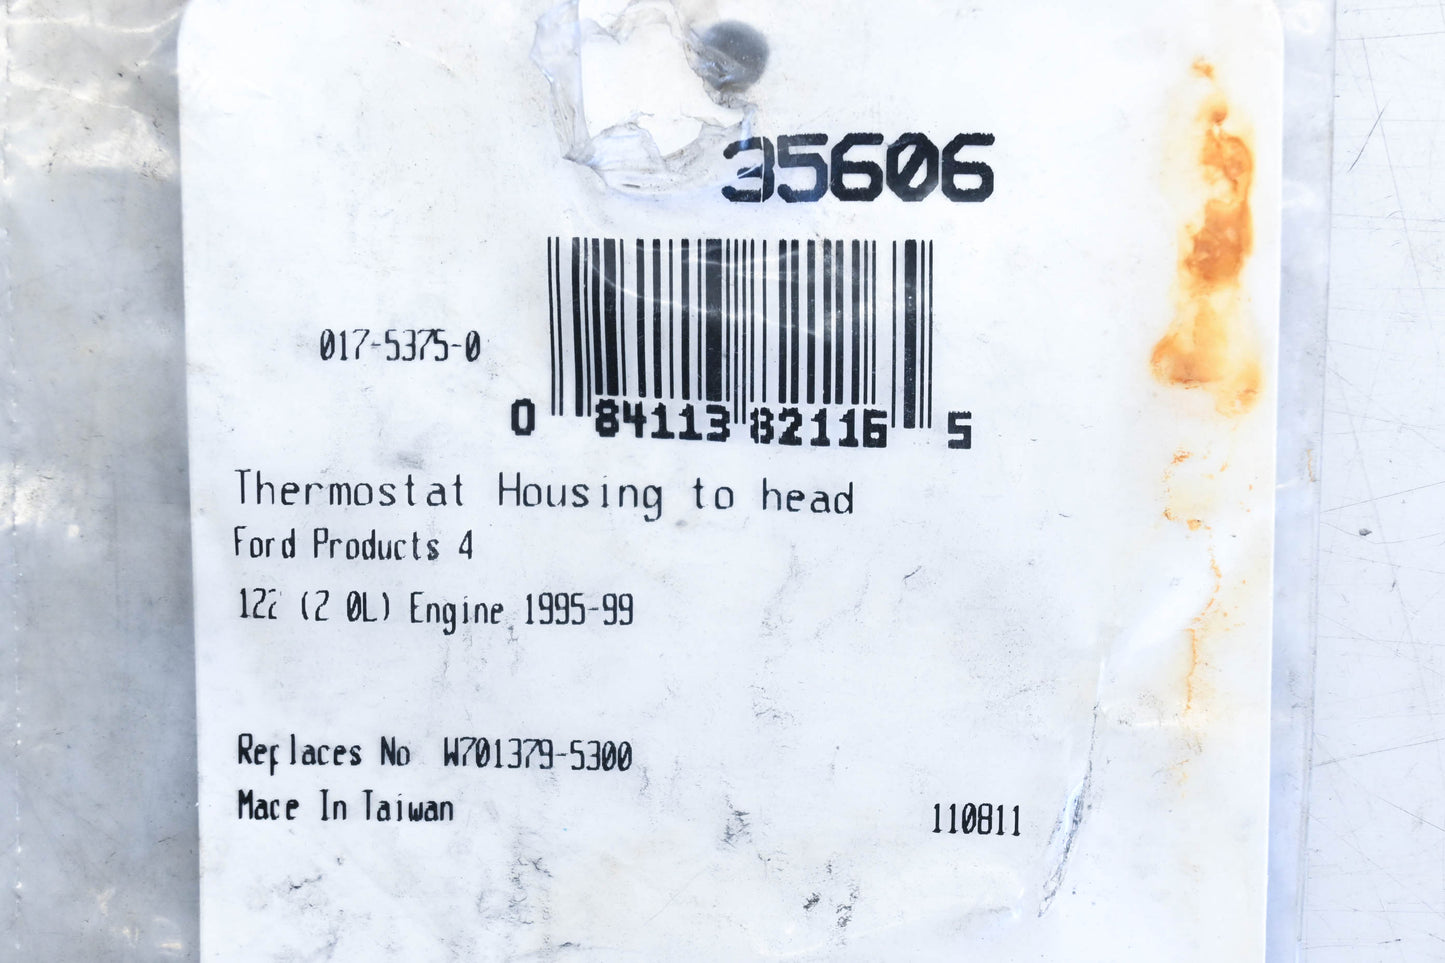 35606
017-5375-0
0 84113 82116 5
Thermostat Housing to head
Ford Products 4
122 (2 0L) Engine 1995-99
Replaces No W701379-5300
Made In Taiwan
110811